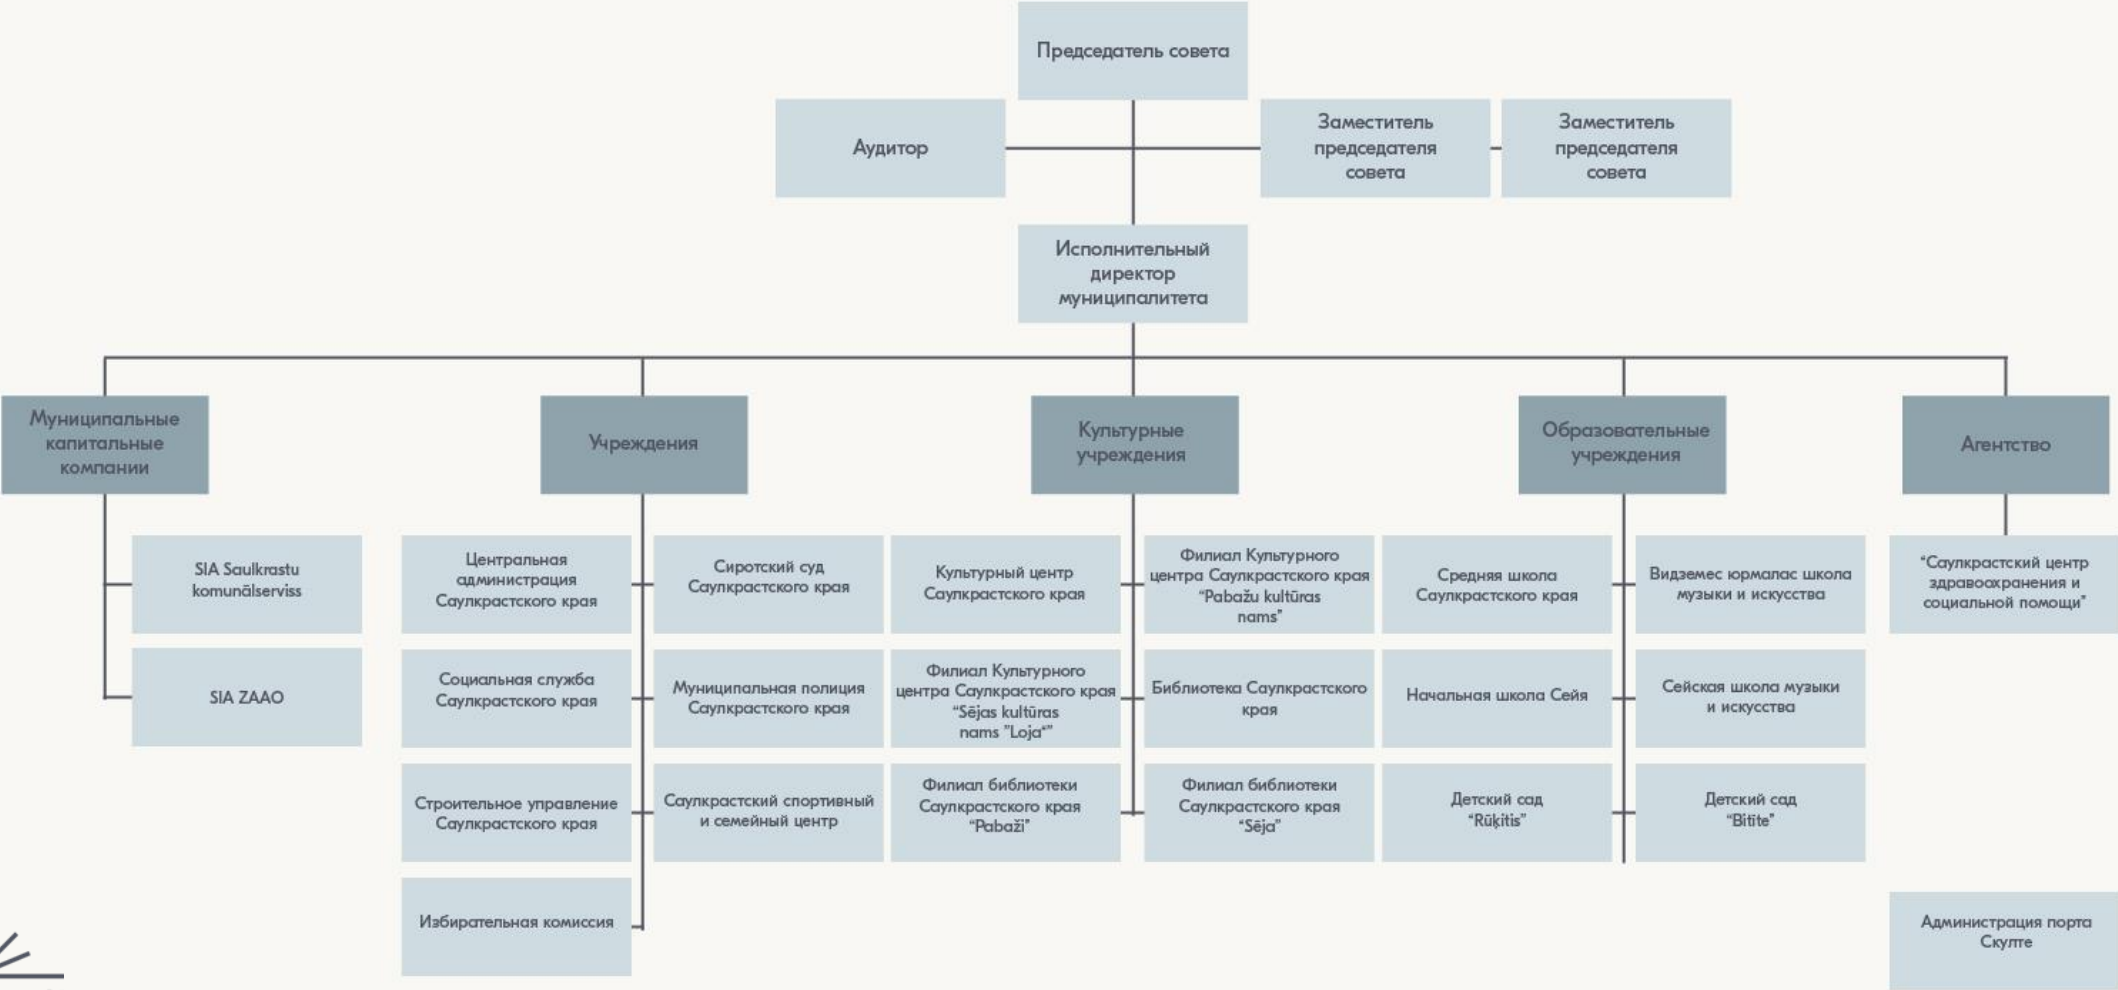 Председатель совета
Аудитор
Заместитель
председателя
совета
Заместитель
председателя
совета
Исполнительный
директор
муниципалитета
Муниципальные
капитальные
компании
Учреждения
Культурные
учреждения
Образовательные
учреждения
Агентство
SIA Saulkrastu
komunālserviss
SIA ZAAO
Центральная
администрация
Саулкрастского края
Сиротский суд
Саулкрастского края
Социальная служба
Саулкрастского края
Муниципальная полиция
Саулкрастского края
Строительное управление
Саулкрастского края
Саулкрастский спортивный
и семейный центр
Избирательная комиссия
Культурный центр
Саулкрастского края
Филиал Культурного
центра Саулкрастского края
“Pabažu kultūras
nams”
Филиал Культурного
центра Саулкрастского края
“Sējas kultūras
nams ”Loja“”
Библиотека Саулкрастского
края
Филиал библиотеки
Саулкрастского края
“Pabaži”
Филиал библиотеки
Саулкрастского края
“Sēja”
Средняя школа
Саулкрастского края
Видземес юрмалас школа
музыки и искусства
Начальная школа Сейя
Сейская школа музыки
и искусства
Детский сад
“Rūķitis”
Детский сад
“Bitīte”
“Саулкрастский центр
здравоохранения и
социальной помощи”
Администрация порта
Скулте